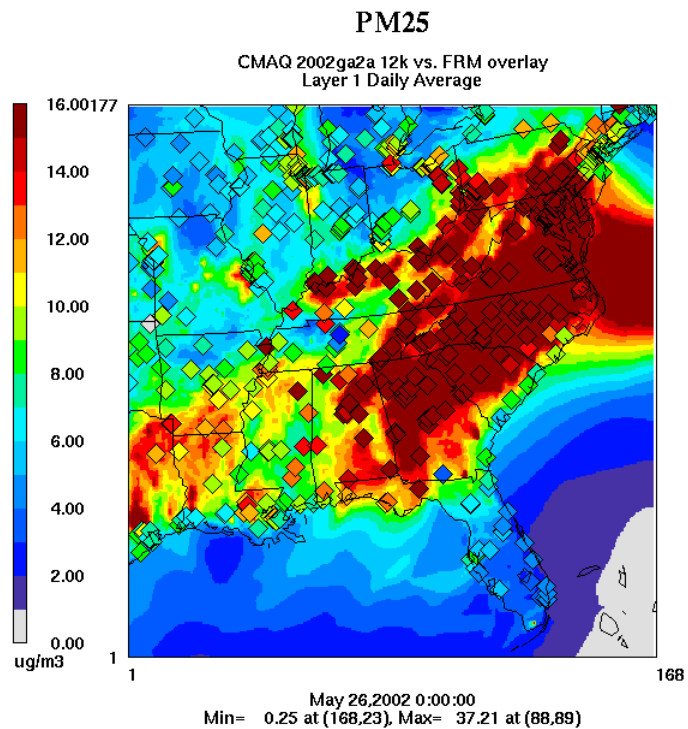 PM25
CMAQ 2002ga2a 12k vs. FRM overlay
Layer 1 Daily Average
16.00
177
14.00
12.00
10.00
8.00
6.00
4.00
2.00
0.00
ug/m3
1
1
168
May 26,2002 0:00:00
Min= 0.25 at (168,23), Max= 37.21 at (88,89)